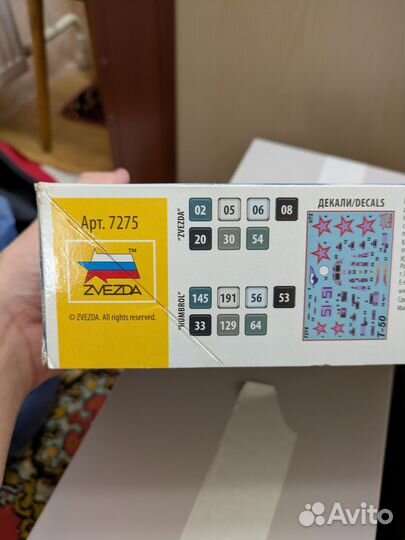 Арт. 7275
™
ZVEZDA
© ZVEZDA. All rights reserved.
"ZVEZDA"
02 05 06 08
20 30 54
"HUMBROL"
145 191 56 53
33 129 64
ДЕКАЛИ/DECALS
51-51
T-50
Avito